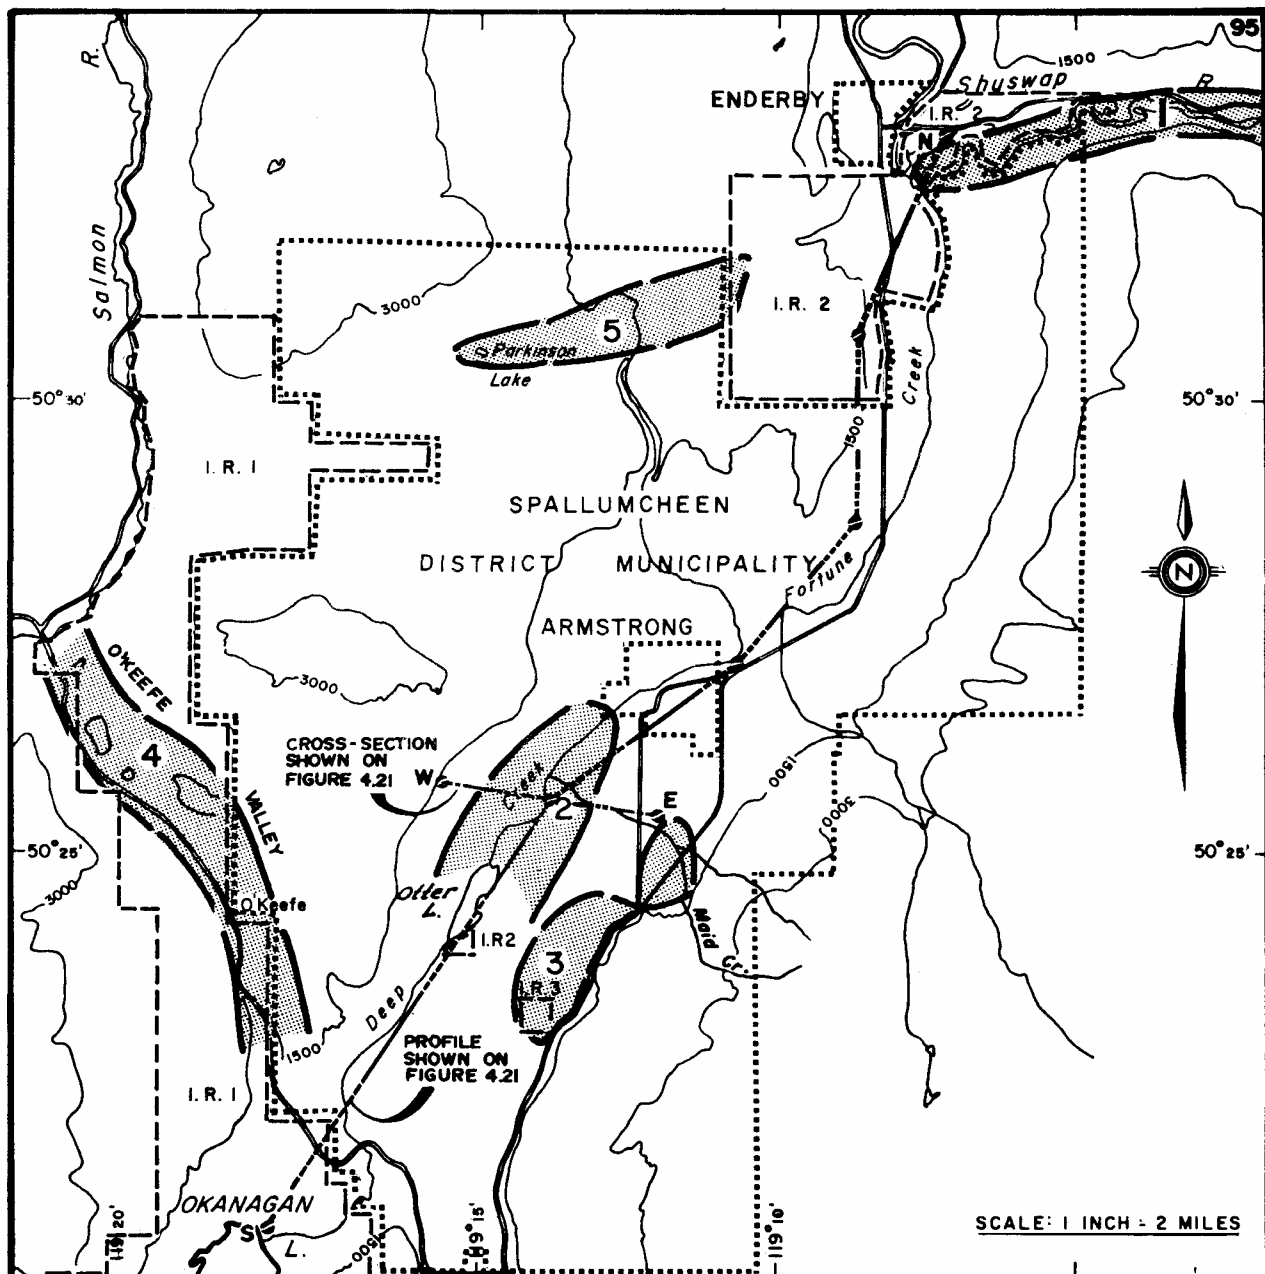 95
1500
Shuswap
R.
R.
ENDERBY
I.R. 2
N
1
Salmon
3000
I.R. 2
5
Parkinson
Lake
50° 30'
50° 30'
Creek
1500
I.R. 1
SPALLUMCHEEN
DISTRICT MUNICIPALITY
Fortune
N
ARMSTRONG
O'KEEFE
3000
4
CROSS-SECTION
SHOWN ON
FIGURE 4.21
W
Creek
2
E
1500
3000
VALLEY
50° 25'
50° 25'
3000
O'Keefe
Otter
L.
I.R2
Maid Cr.
3
I.R.3
Deep
PROFILE
SHOWN ON
FIGURE 4.21
1500
I.R. 1
OKANAGAN
S
L.
1500
119° 20'
119° 15'
119° 10'
SCALE: 1 INCH = 2 MILES